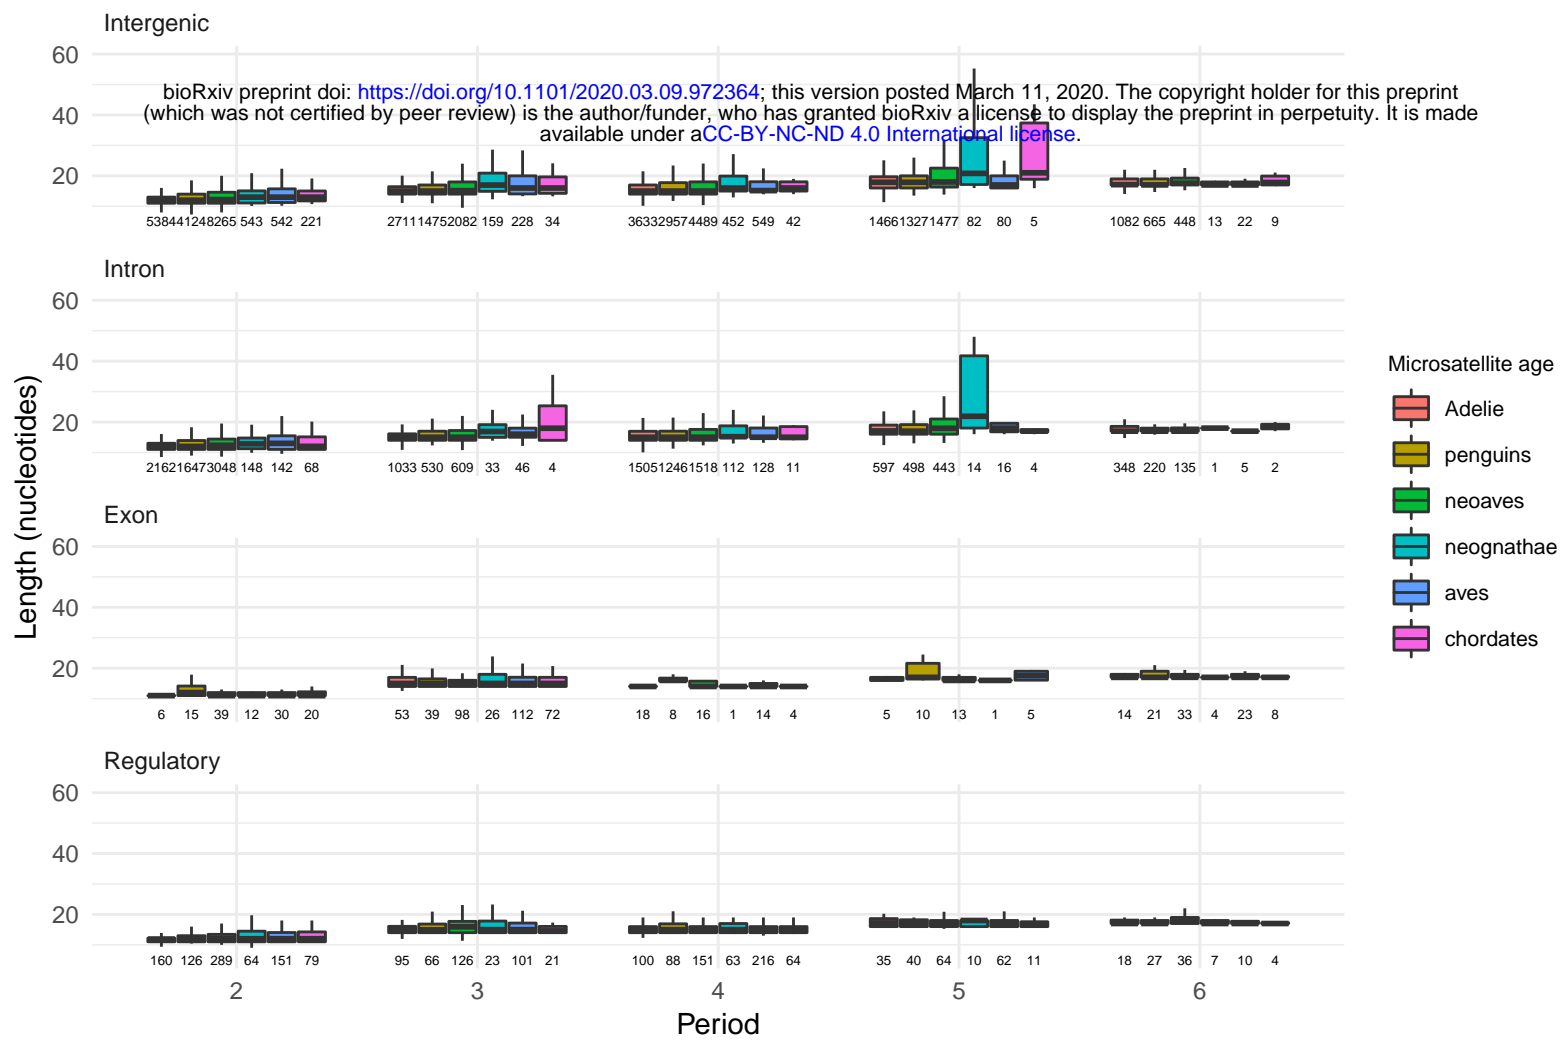 Intergenic
60
bioRxiv preprint doi: https://doi.org/10.1101/2020.03.09.972364; this version posted March 11, 2020. The copyright holder for this preprint
(which was not certified by peer review) is the author/funder, who has granted bioRxiv a license to display the preprint in perpetuity. It is made
available under aCC-BY-NC-ND 4.0 International license.
40
20
538441248265 543 542 221 271114752082 159 228 34 363329574489 452 549 42 146613271477 82 80 5 1082 665 448 13 22 9
Intron
60
40
20
216216473048 148 142 68 1033 530 609 33 46 4 150512461518 112 128 11 597 498 443 14 16 4 348 220 135 1 5 2
Exon
60
40
20
6 15 39 12 30 20 53 39 98 26 112 72 18 8 16 1 14 4 5 10 13 1 5 14 21 33 4 23 8
Regulatory
60
40
20
160 126 289 64 151 79 95 66 126 23 101 21 100 88 151 63 216 64 35 40 64 10 62 11 18 27 36 7 10 4
2 3 4 5 6
Period
Length (nucleotides)
Microsatellite age
Adelie
penguins
neoaves
neognathae
aves
chordates